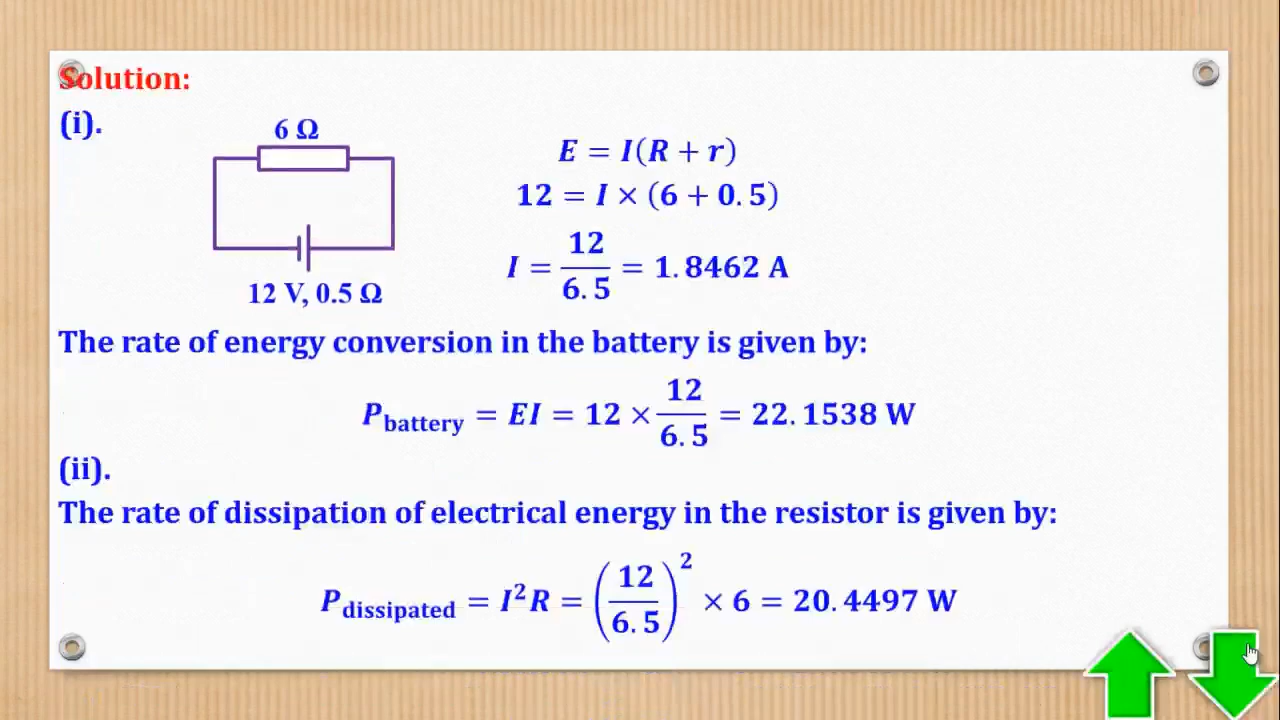 Solution:
(i).
6 Ω
12 V, 0.5 Ω
E = I(R + r)
12 = I × (6 + 0.5)
I = 12/6.5 = 1.8462 A
The rate of energy conversion in the battery is given by:
P_battery = EI = 12 × 12/6.5 = 22.1538 W
(ii).
The rate of dissipation of electrical energy in the resistor is given by:
P_dissipated = I²R = (12/6.5)² × 6 = 20.4497 W